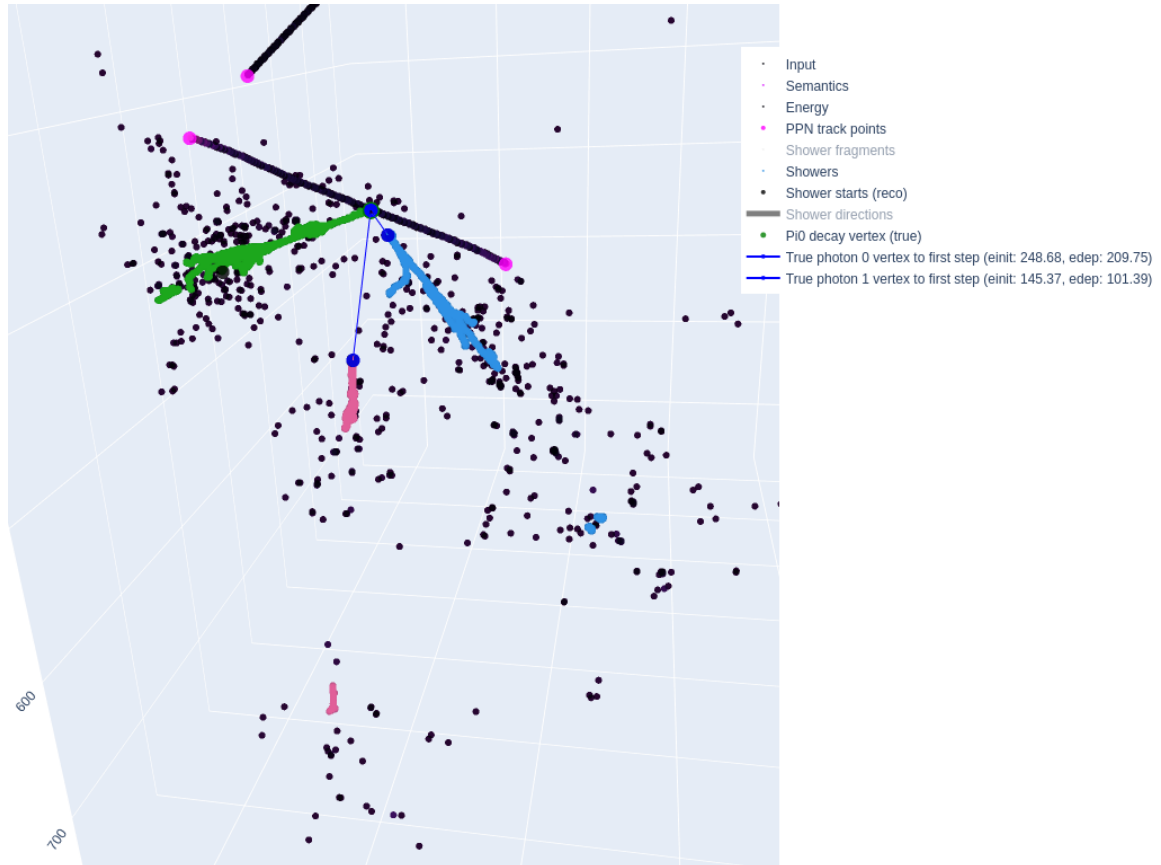 Input
Semantics
Energy
PPN track points
Shower fragments
Showers
Shower starts (reco)
Shower directions
Pi0 decay vertex (true)
True photon 0 vertex to first step (einit: 248.68, edep: 209.75)
True photon 1 vertex to first step (einit: 145.37, edep: 101.39)
600
700